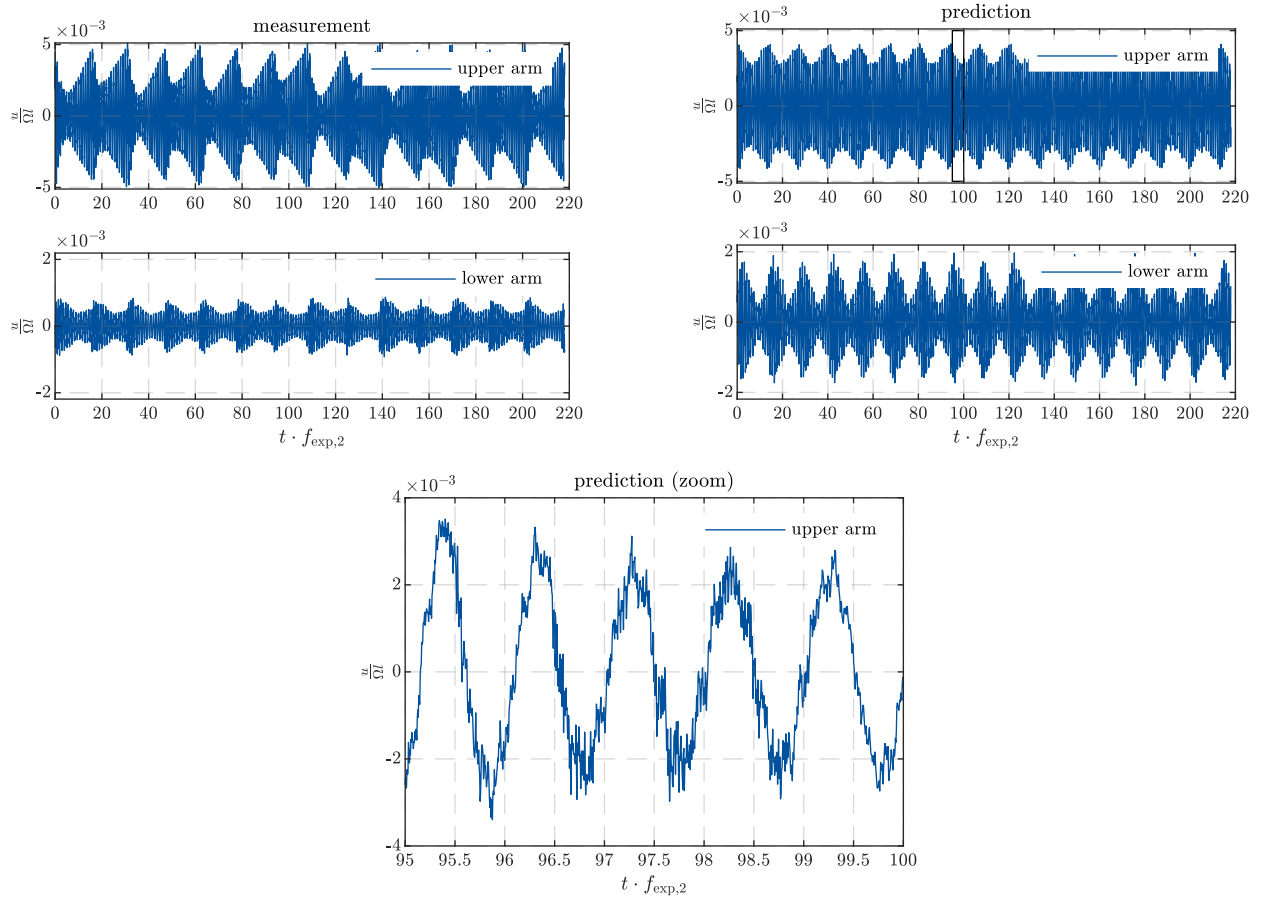 measurement
×10⁻³
5
0
-5
u/Ωl
upper arm
0 20 40 60 80 100 120 140 160 180 200 220
×10⁻³
2
0
-2
u/Ωl
lower arm
0 20 40 60 80 100 120 140 160 180 200 220
t · f_exp,2
prediction
×10⁻³
5
0
-5
u/Ωl
upper arm
0 20 40 60 80 100 120 140 160 180 200 220
×10⁻³
2
0
-2
u/Ωl
lower arm
0 20 40 60 80 100 120 140 160 180 200 220
t · f_exp,2
prediction (zoom)
×10⁻³
4
2
0
-2
-4
u/Ωl
upper arm
95 95.5 96 96.5 97 97.5 98 98.5 99 99.5 100
t · f_exp,2